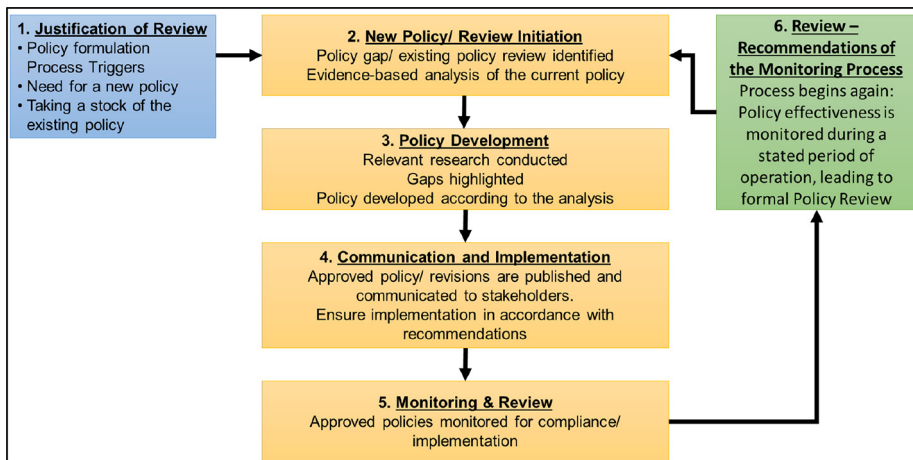 1. Justification of Review
• Policy formulation
Process Triggers
• Need for a new policy
• Taking a stock of the
existing policy
2. New Policy/ Review Initiation
Policy gap/ existing policy review identified
Evidence-based analysis of the current policy
3. Policy Development
Relevant research conducted
Gaps highlighted
Policy developed according to the analysis
4. Communication and Implementation
Approved policy/ revisions are published and
communicated to stakeholders.
Ensure implementation in accordance with
recommendations
5. Monitoring & Review
Approved policies monitored for compliance/
implementation
6. Review –
Recommendations of
the Monitoring Process
Process begins again:
Policy effectiveness is
monitored during a
stated period of
operation, leading to
formal Policy Review